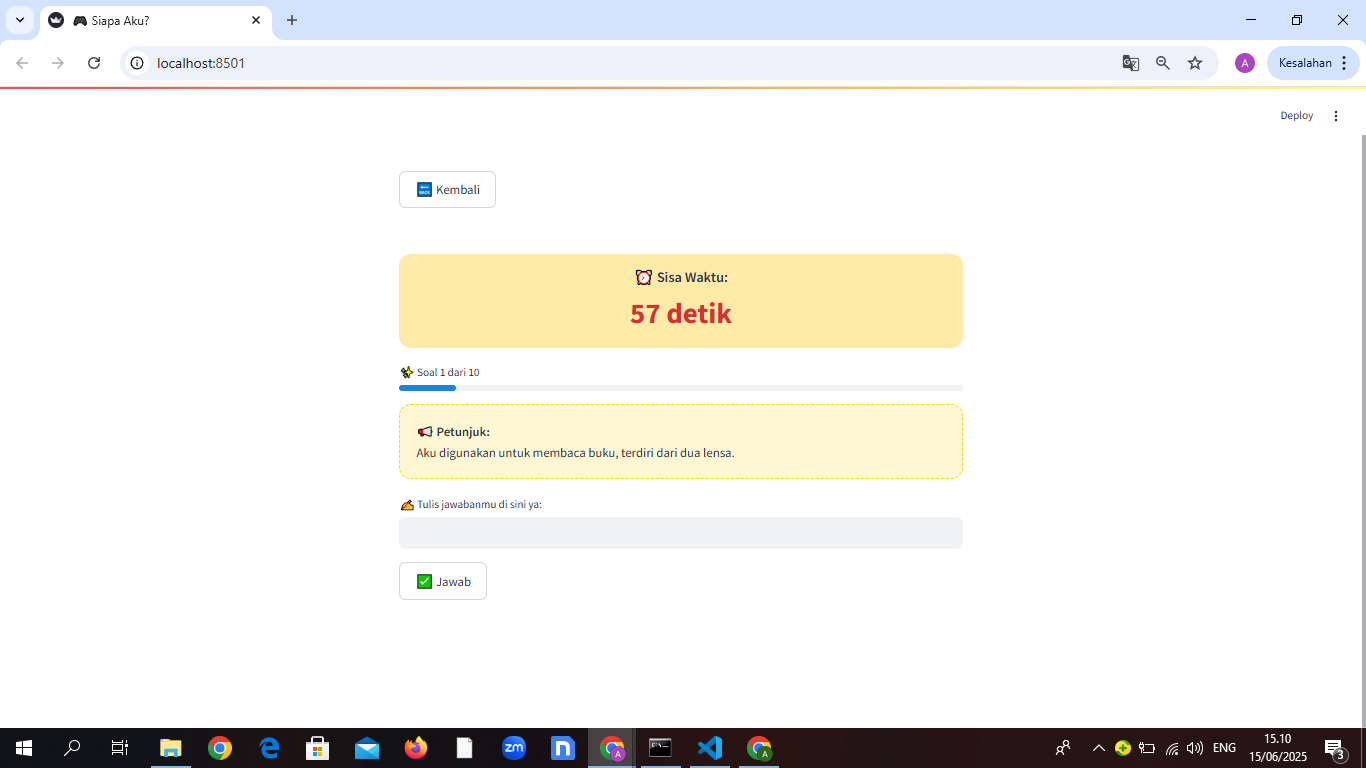 Siapa Aku?
localhost:8501
A
Kesalahan
Deploy
BACK
Kembali
Sisa Waktu:
57 detik
Soal 1 dari 10
Petunjuk:
Aku digunakan untuk membaca buku, terdiri dari dua lensa.
Tulis jawabanmu di sini ya:
Jawab
zm
n
A
A
ENG
15.10
15/06/2025
3